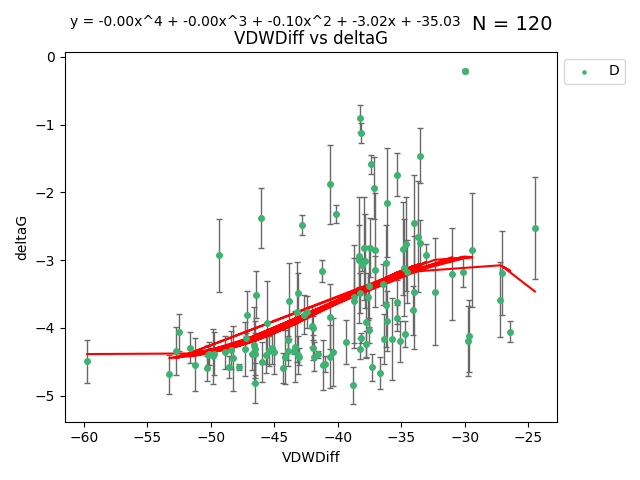 y = -0.00x^4 + -0.00x^3 + -0.10x^2 + -3.02x + -35.03
N = 120
VDWDiff vs deltaG
D
deltaG
0
−1
−2
−3
−4
−5
−60 −55 −50 −45 −40 −35 −30 −25
VDWDiff